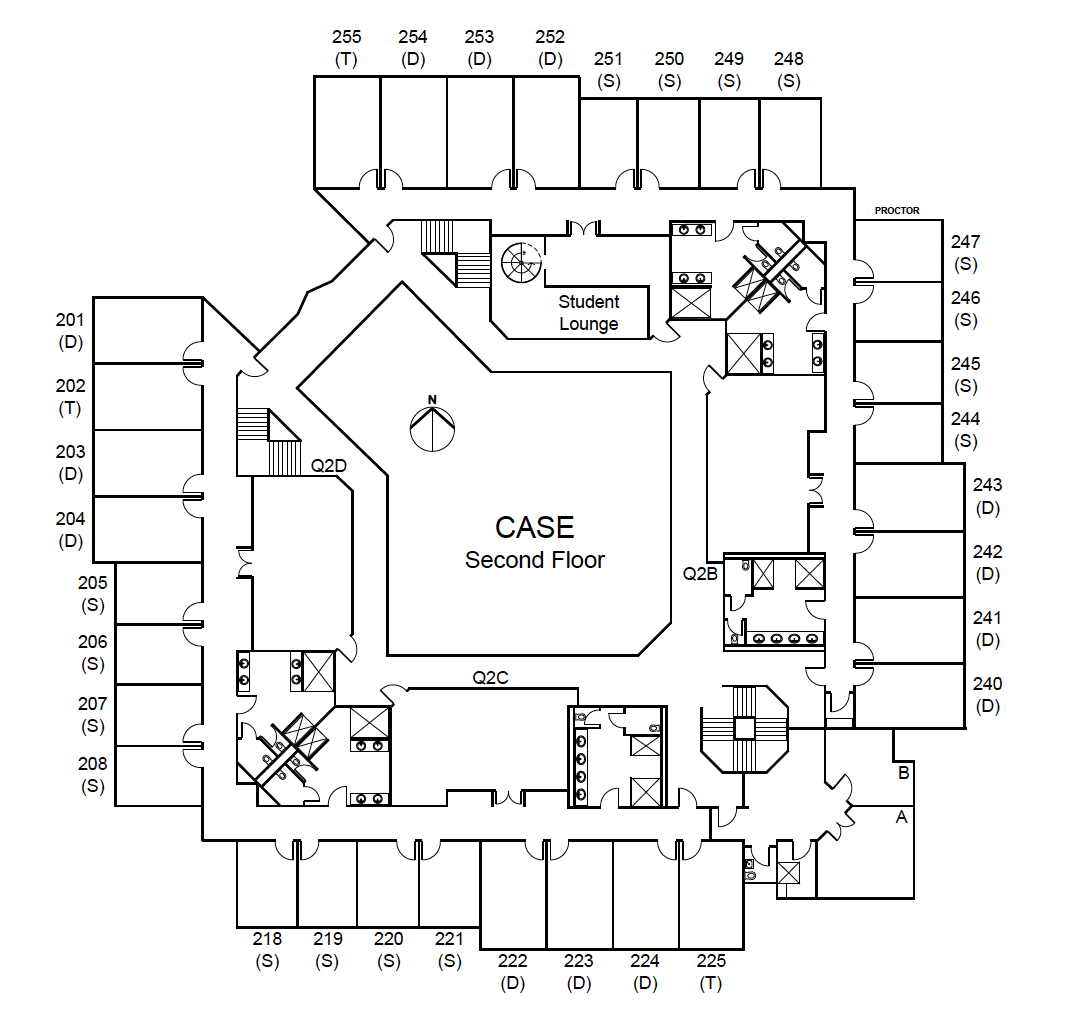 255
(T)
254
(D)
253
(D)
252
(D)
251
(S)
250
(S)
249
(S)
248
(S)
PROCTOR
247
(S)
246
(S)
245
(S)
244
(S)
243
(D)
242
(D)
241
(D)
240
(D)
201
(D)
202
(T)
203
(D)
204
(D)
205
(S)
206
(S)
207
(S)
208
(S)
Student
Lounge
N
Q2D
CASE
Second Floor
Q2B
Q2C
B
A
218
(S)
219
(S)
220
(S)
221
(S)
222
(D)
223
(D)
224
(D)
225
(T)